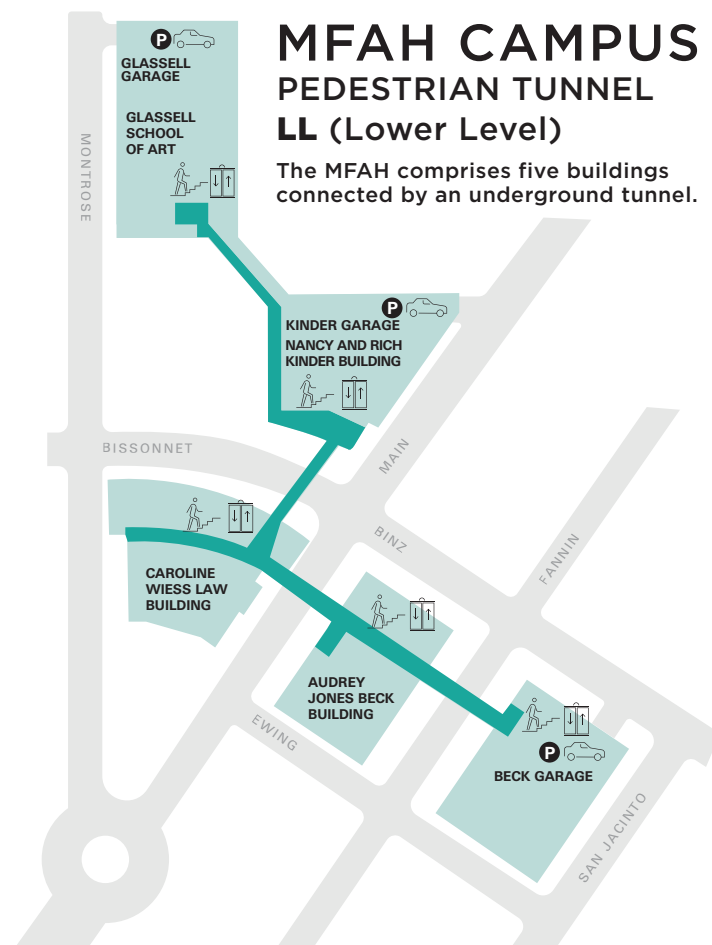 MFAH CAMPUS
PEDESTRIAN TUNNEL
LL (Lower Level)
The MFAH comprises five buildings
connected by an underground tunnel.
P
GLASSELL
GARAGE
GLASSELL
SCHOOL
OF ART
MONTROSE
P
KINDER GARAGE
NANCY AND RICH
KINDER BUILDING
BISSONNET
MAIN
BINZ
FANNIN
CAROLINE
WIESS LAW
BUILDING
AUDREY
JONES BECK
BUILDING
EWING
P
BECK GARAGE
SAN JACINTO